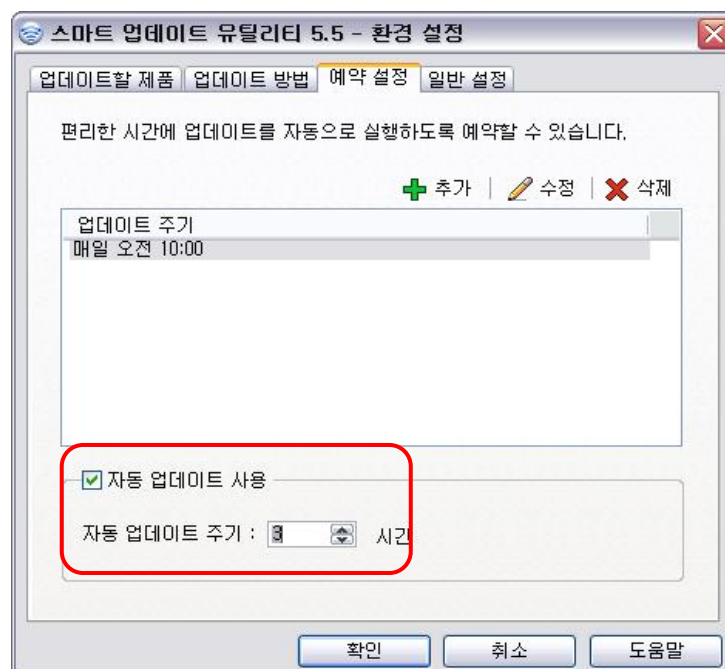 스마트 업데이트 유틸리티 5.5 - 환경 설정
업데이트할 제품 업데이트 방법 예약 설정 일반 설정
편리한 시간에 업데이트를 자동으로 실행하도록 예약할 수 있습니다.
추가 수정 삭제
업데이트 주기
매일 오전 10:00
자동 업데이트 사용
자동 업데이트 주기 : 3 시간
확인 취소 도움말